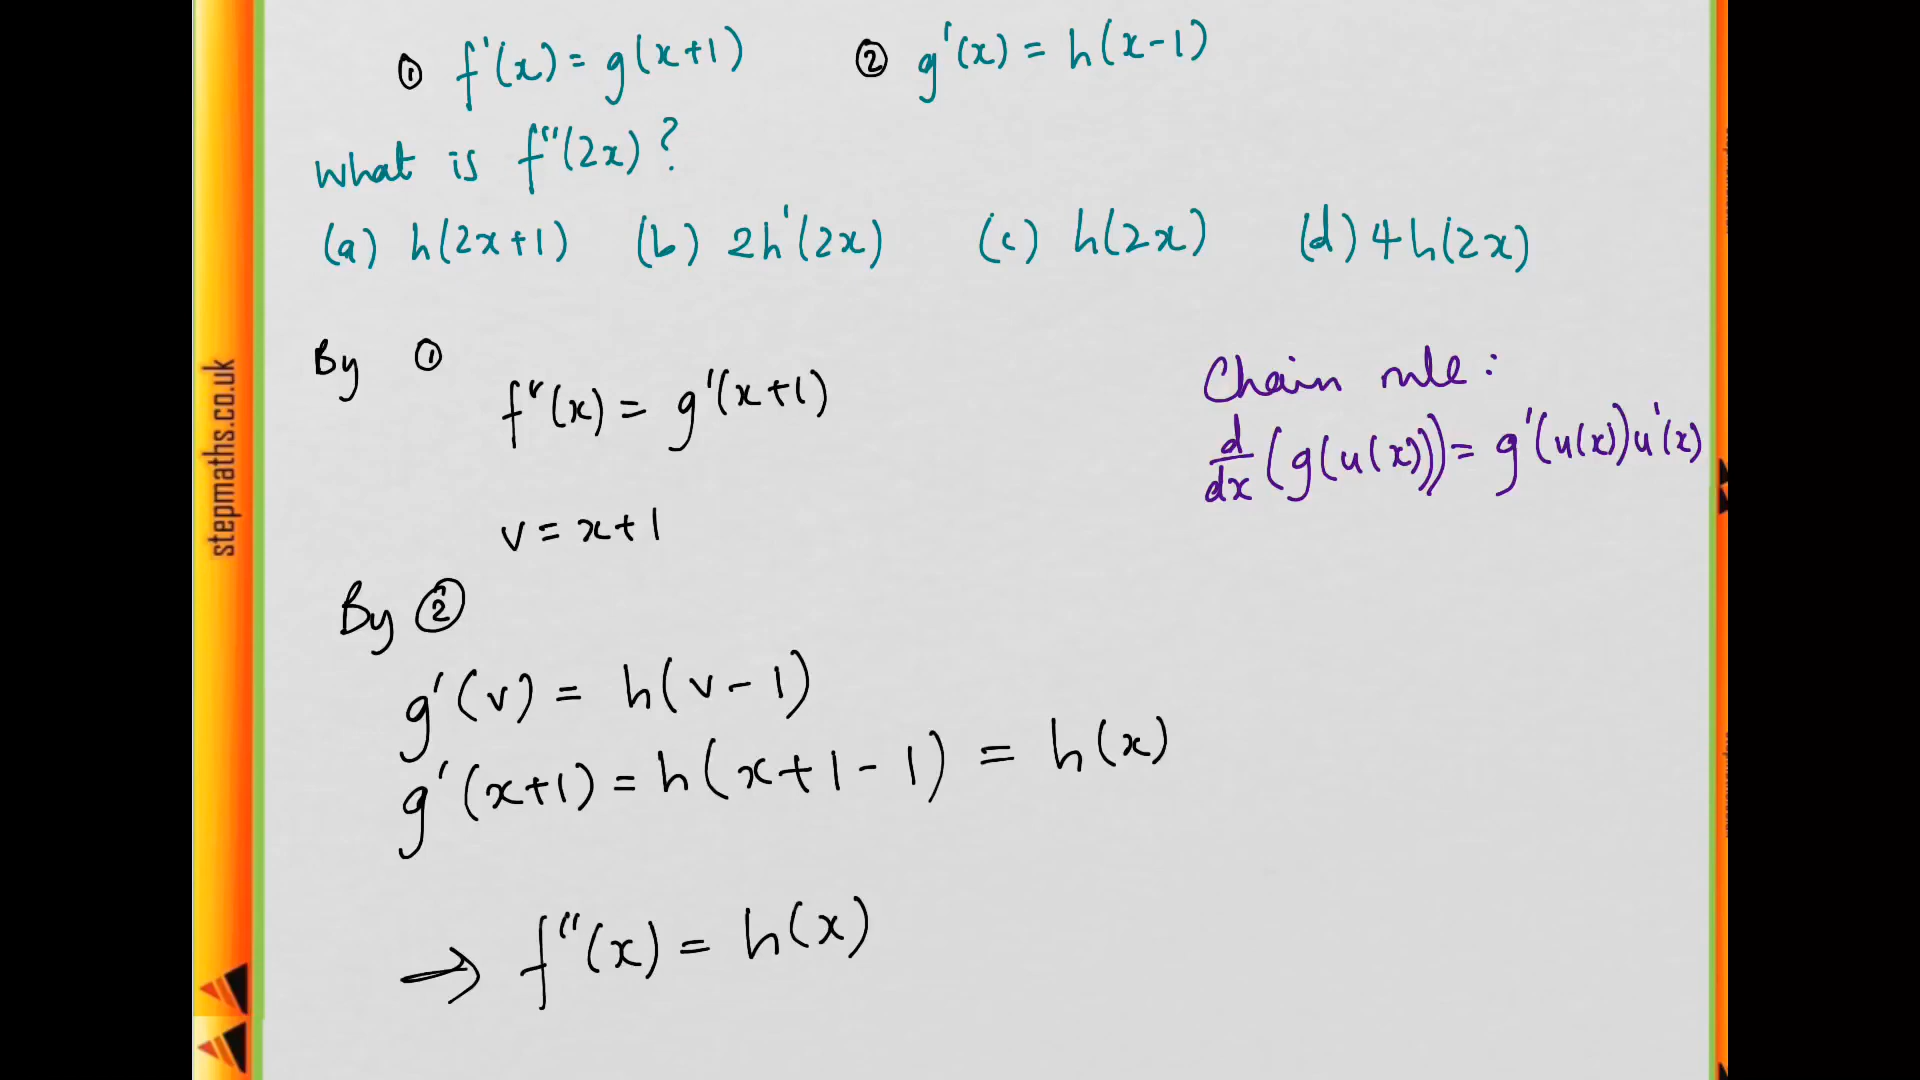 ① f'(x) = g(x+1) ② g'(x) = h(x-1)
What is f''(2x)?
(a) h(2x+1) (b) 2h'(2x) (c) h(2x) (d) 4h(2x)
By ①
f''(x) = g'(x+1)
Chain rule:
d/dx (g(u(x))) = g'(u(x))u'(x)
v = x+1
By ②
g'(v) = h(v-1)
g'(x+1) = h(x+1-1) = h(x)
⇒ f''(x) = h(x)
stepmaths.co.uk